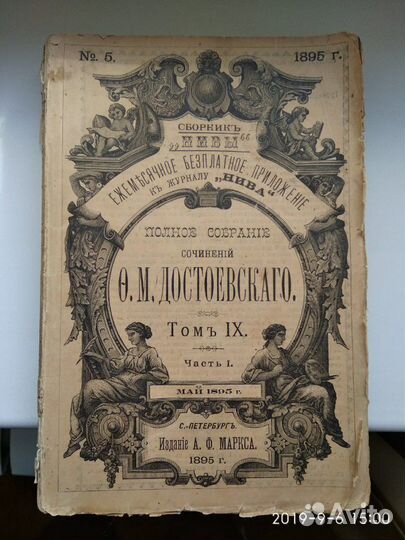 № 5.
1895 г.
СБОРНИКЪ
„НИВЫ“
ЕЖЕМѢСЯЧНОЕ БЕЗПЛАТНОЕ ПРИЛОЖЕНІЕ
КЪ ЖУРНАЛУ „НИВА“
ПОЛНОЕ СОБРАНІЕ
СОЧИНЕНІЙ
Ѳ. М. ДОСТОЕВСКАГО.
Томъ IX.
Часть I.
МАЙ 1895 г.
С.-ПЕТЕРБУРГЪ.
Изданіе А. Ф. МАРКСА.
1895 г.
Avito
2019-9-6 15:00